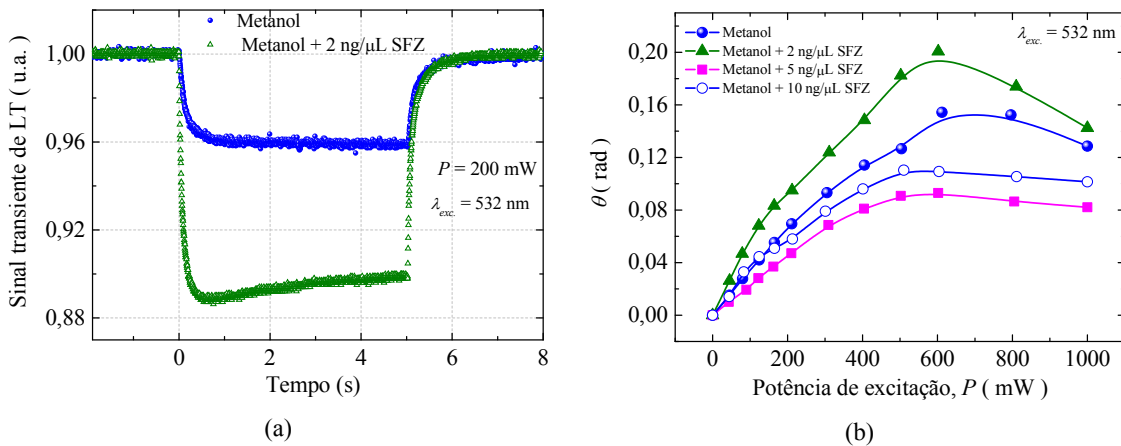 Metanol
Metanol + 2 ng/μL SFZ
1,00
0,96
0,92
0,88
Sinal transiente de LT ( u.a. )
P = 200 mW
λexc. = 532 nm
0 2 4 6 8
Tempo (s)
(a)
Metanol
Metanol + 2 ng/μL SFZ
Metanol + 5 ng/μL SFZ
Metanol + 10 ng/μL SFZ
λexc. = 532 nm
0,20
0,16
0,12
0,08
0,04
0,00
θ ( rad )
0 200 400 600 800 1000
Potência de excitação, P ( mW )
(b)